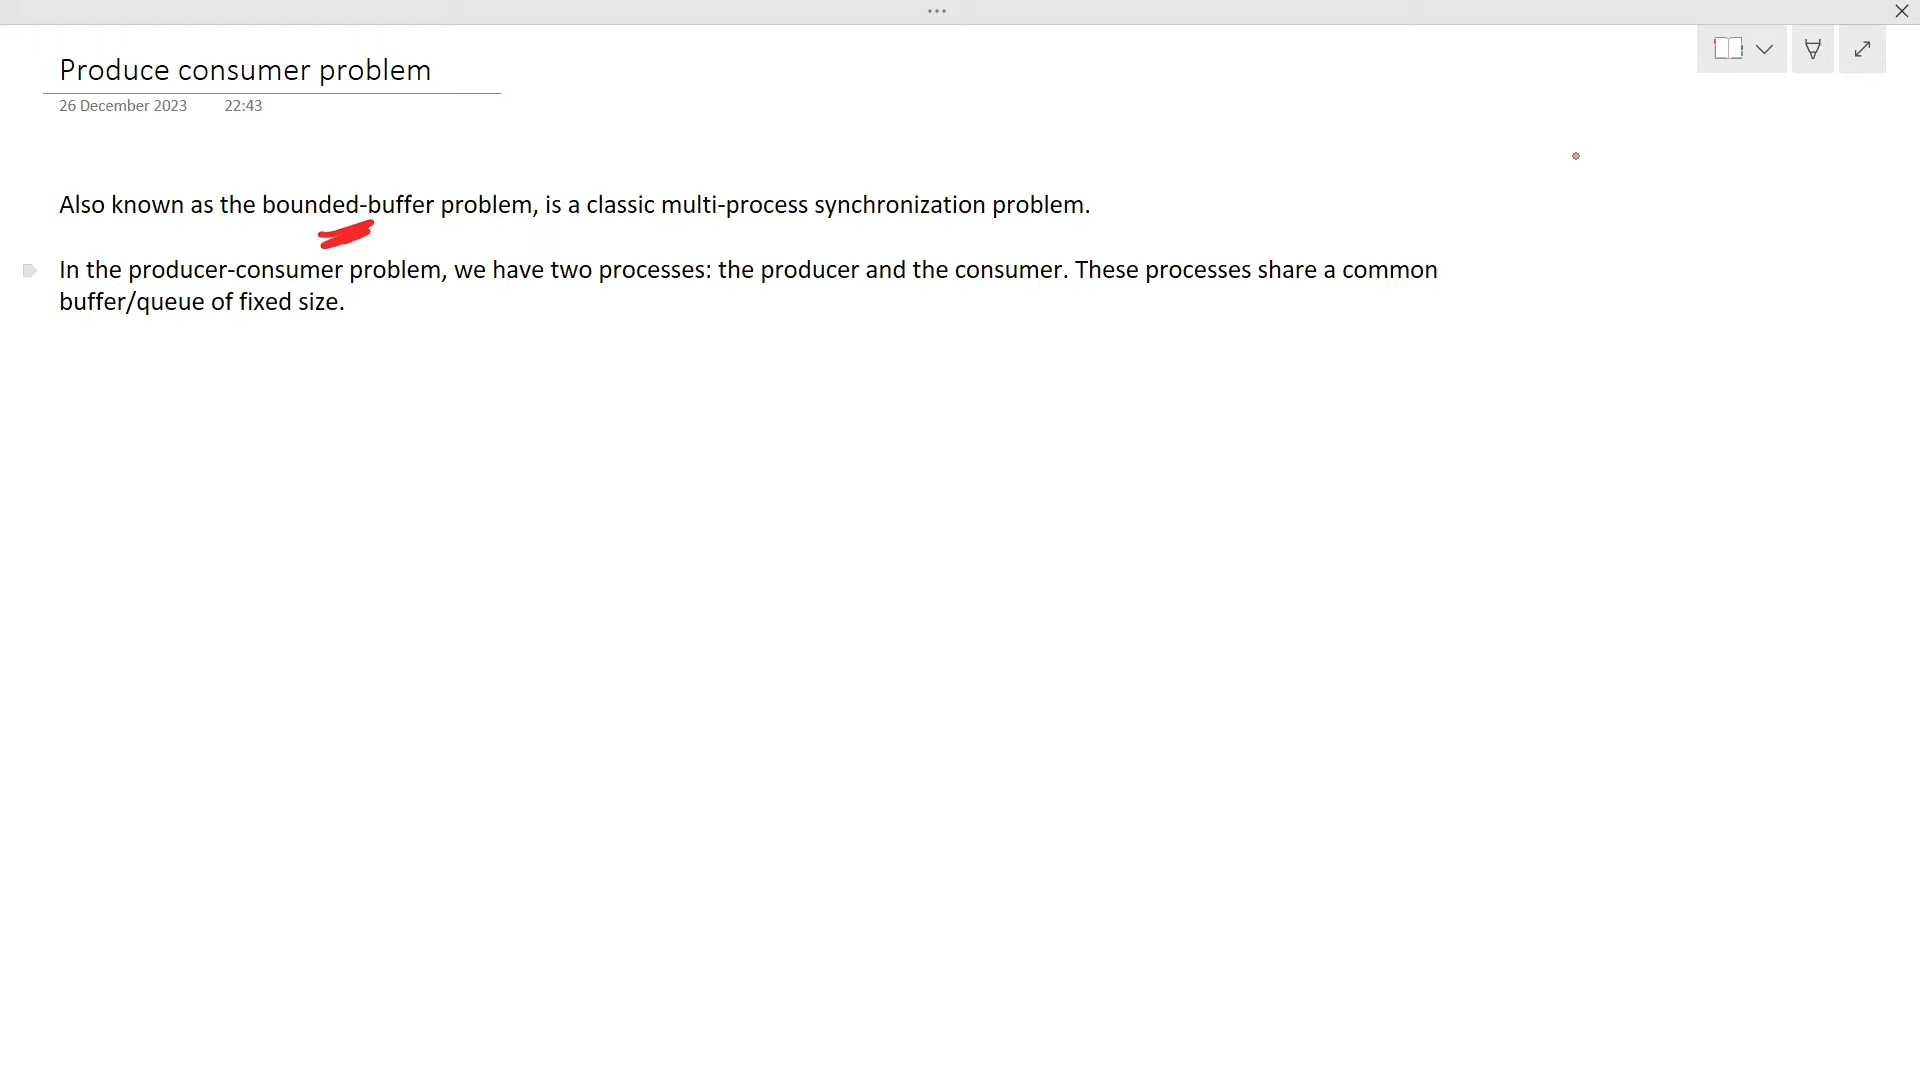 Produce consumer problem
26 December 2023 22:43
Also known as the bounded-buffer problem, is a classic multi-process synchronization problem.
In the producer-consumer problem, we have two processes: the producer and the consumer. These processes share a common
buffer/queue of fixed size.